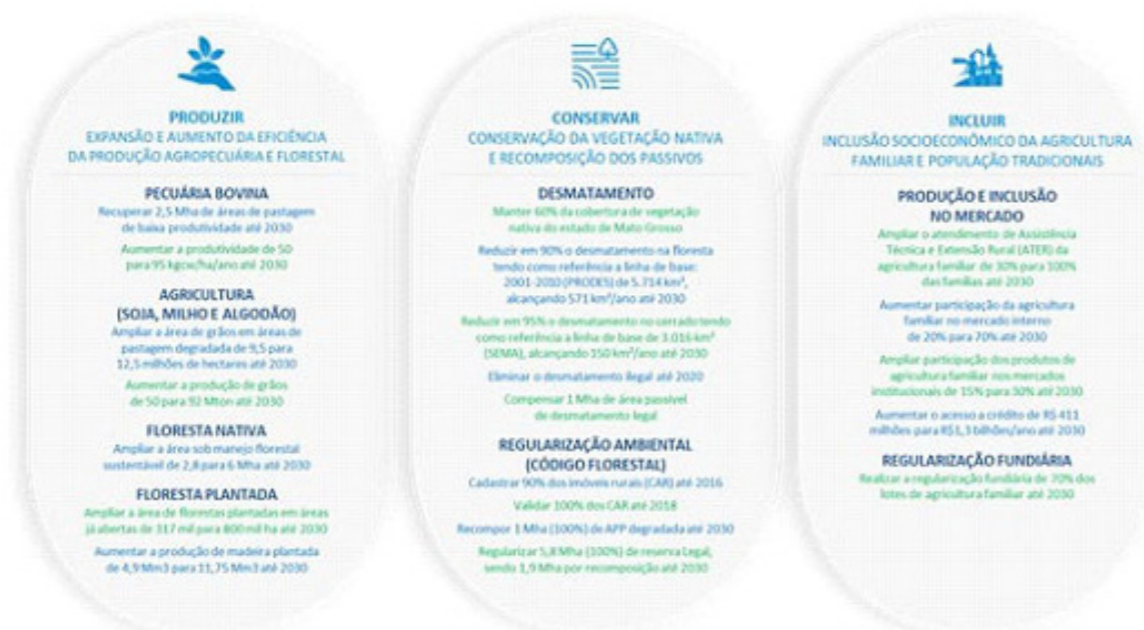 PRODUZIR
EXPANSÃO E AUMENTO DA EFICIÊNCIA
DA PRODUÇÃO AGROPECUÁRIA E FLORESTAL
PECUÁRIA BOVINA
Recuperar 2,5 Mha de áreas de pastagem
de baixa produtividade até 2030
Aumentar a produtividade de 50
para 95 kgcw/ha/ano até 2030
AGRICULTURA
(SOJA, MILHO E ALGODÃO)
Ampliar a área de grãos em áreas de
pastagem degradada de 9,5 para
12,5 milhões de hectares até 2030
Aumentar a produção de grãos
de 50 para 92 Mton até 2030
FLORESTA NATIVA
Ampliar a área sob manejo florestal
sustentável de 2,8 para 6 Mha até 2030
FLORESTA PLANTADA
Ampliar a área de florestas plantadas em áreas
já abertas de 317 mil para 800 mil ha até 2030
Aumentar a produção de madeira plantada
de 4,9 Mm3 para 11,75 Mm3 até 2030
CONSERVAR
CONSERVAÇÃO DA VEGETAÇÃO NATIVA
E RECOMPOSIÇÃO DOS PASSIVOS
DESMATAMENTO
Manter 60% da cobertura de vegetação
nativa do estado de Mato Grosso
Reduzir em 90% o desmatamento na floresta
tendo como referência a linha de base:
2001-2010 (PRODES) de 5.714 km²,
alcançando 571 km²/ano até 2030
Reduzir em 95% o desmatamento no cerrado tendo
como referência a linha de base de 3.016 km²
(SEMA), alcançando 150 km²/ano até 2030
Eliminar o desmatamento ilegal até 2020
Compensar 1 Mha de área passível
de desmatamento legal
REGULARIZAÇÃO AMBIENTAL
(CÓDIGO FLORESTAL)
Cadastrar 90% dos imóveis rurais (CAR) até 2016
Validar 100% dos CAR até 2018
Recompor 1 Mha (100%) de APP degradada até 2030
Regularizar 5,8 Mha (100%) de reserva Legal,
sendo 1,9 Mha por recomposição até 2030
INCLUIR
INCLUSÃO SOCIOECONÔMICO DA AGRICULTURA
FAMILIAR E POPULAÇÃO TRADICIONAIS
PRODUÇÃO E INCLUSÃO
NO MERCADO
Ampliar o atendimento de Assistência
Técnica e Extensão Rural (ATER) da
agricultura familiar de 30% para 100%
das famílias até 2030
Aumentar participação da agricultura
familiar no mercado interno
de 20% para 70% até 2030
Ampliar participação dos produtos de
agricultura familiar nos mercados
institucionais de 15% para 30% até 2030
Aumentar o acesso a crédito de R$ 411
milhões para R$ 1,3 bilhões/ano até 2030
REGULARIZAÇÃO FUNDIÁRIA
Realizar a regularização fundiária de 70% dos
lotes de agricultura familiar até 2030